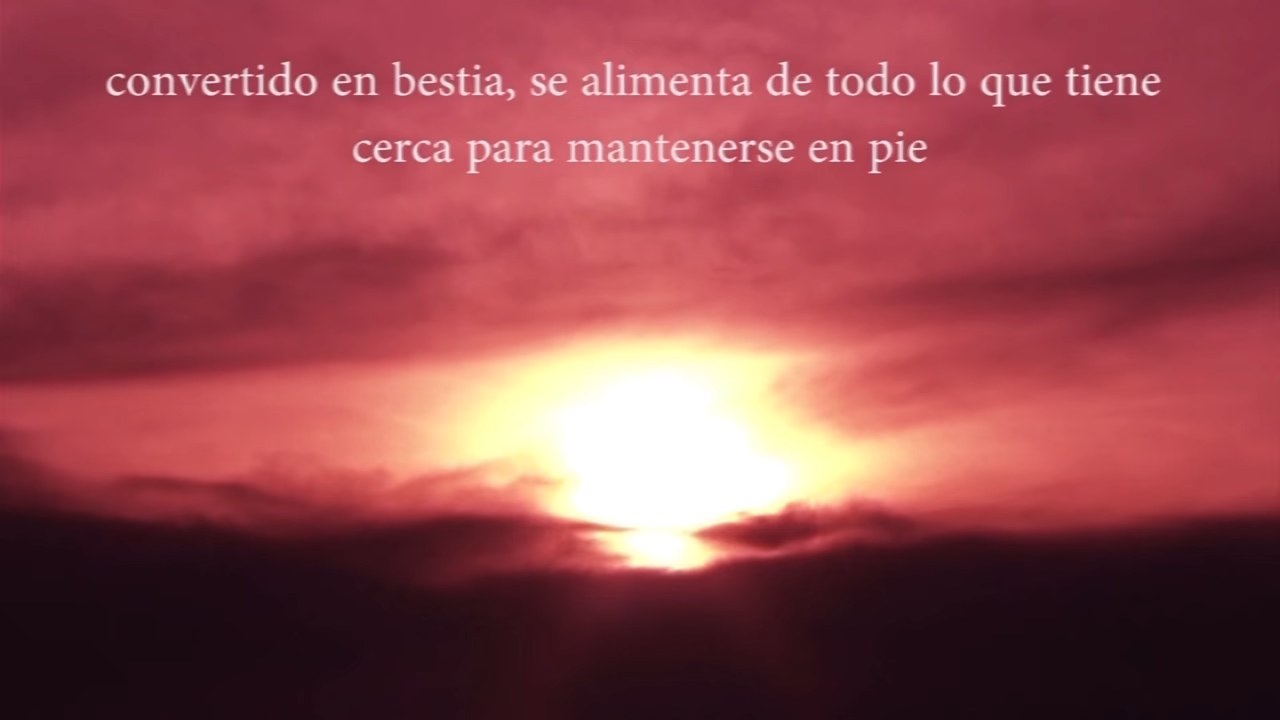 convertido en bestia, se alimenta de todo lo que tiene
cerca para mantenerse en pie